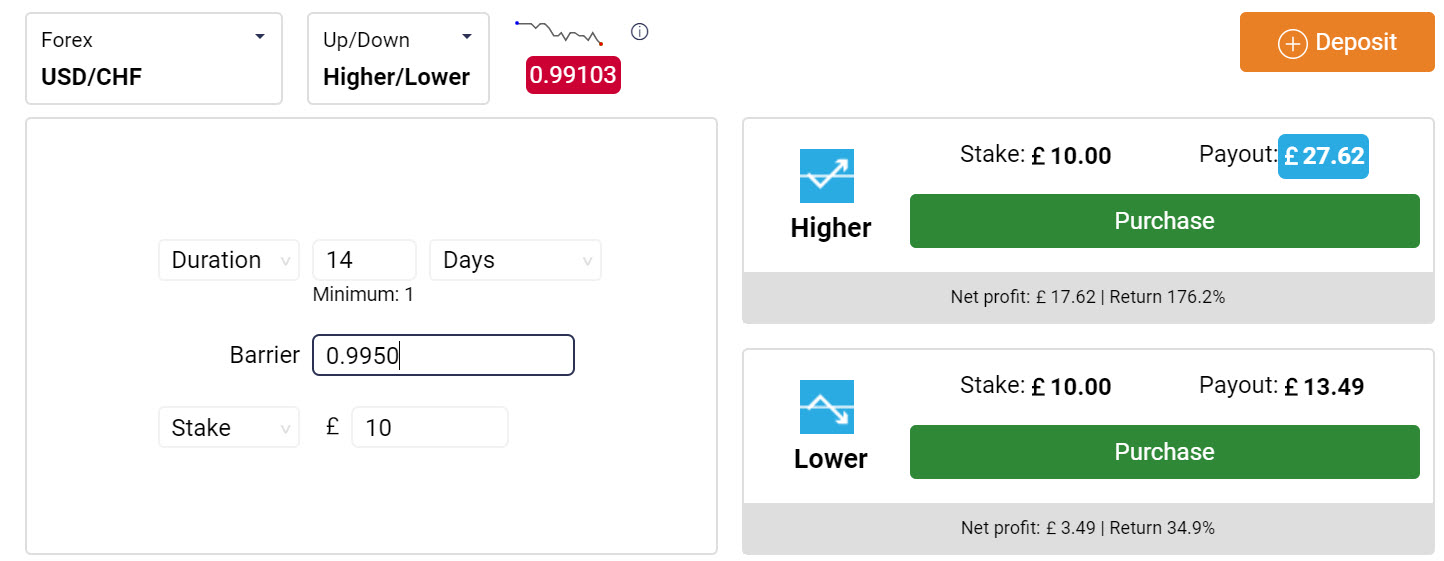 Forex
USD/CHF
Up/Down
Higher/Lower
0.99103
Deposit
Duration 14 Days
Minimum: 1
Barrier 0.9950
Stake £ 10
Stake: £ 10.00 Payout: £ 27.62
Higher
Purchase
Net profit: £ 17.62 | Return 176.2%
Stake: £ 10.00 Payout: £ 13.49
Lower
Purchase
Net profit: £ 3.49 | Return 34.9%